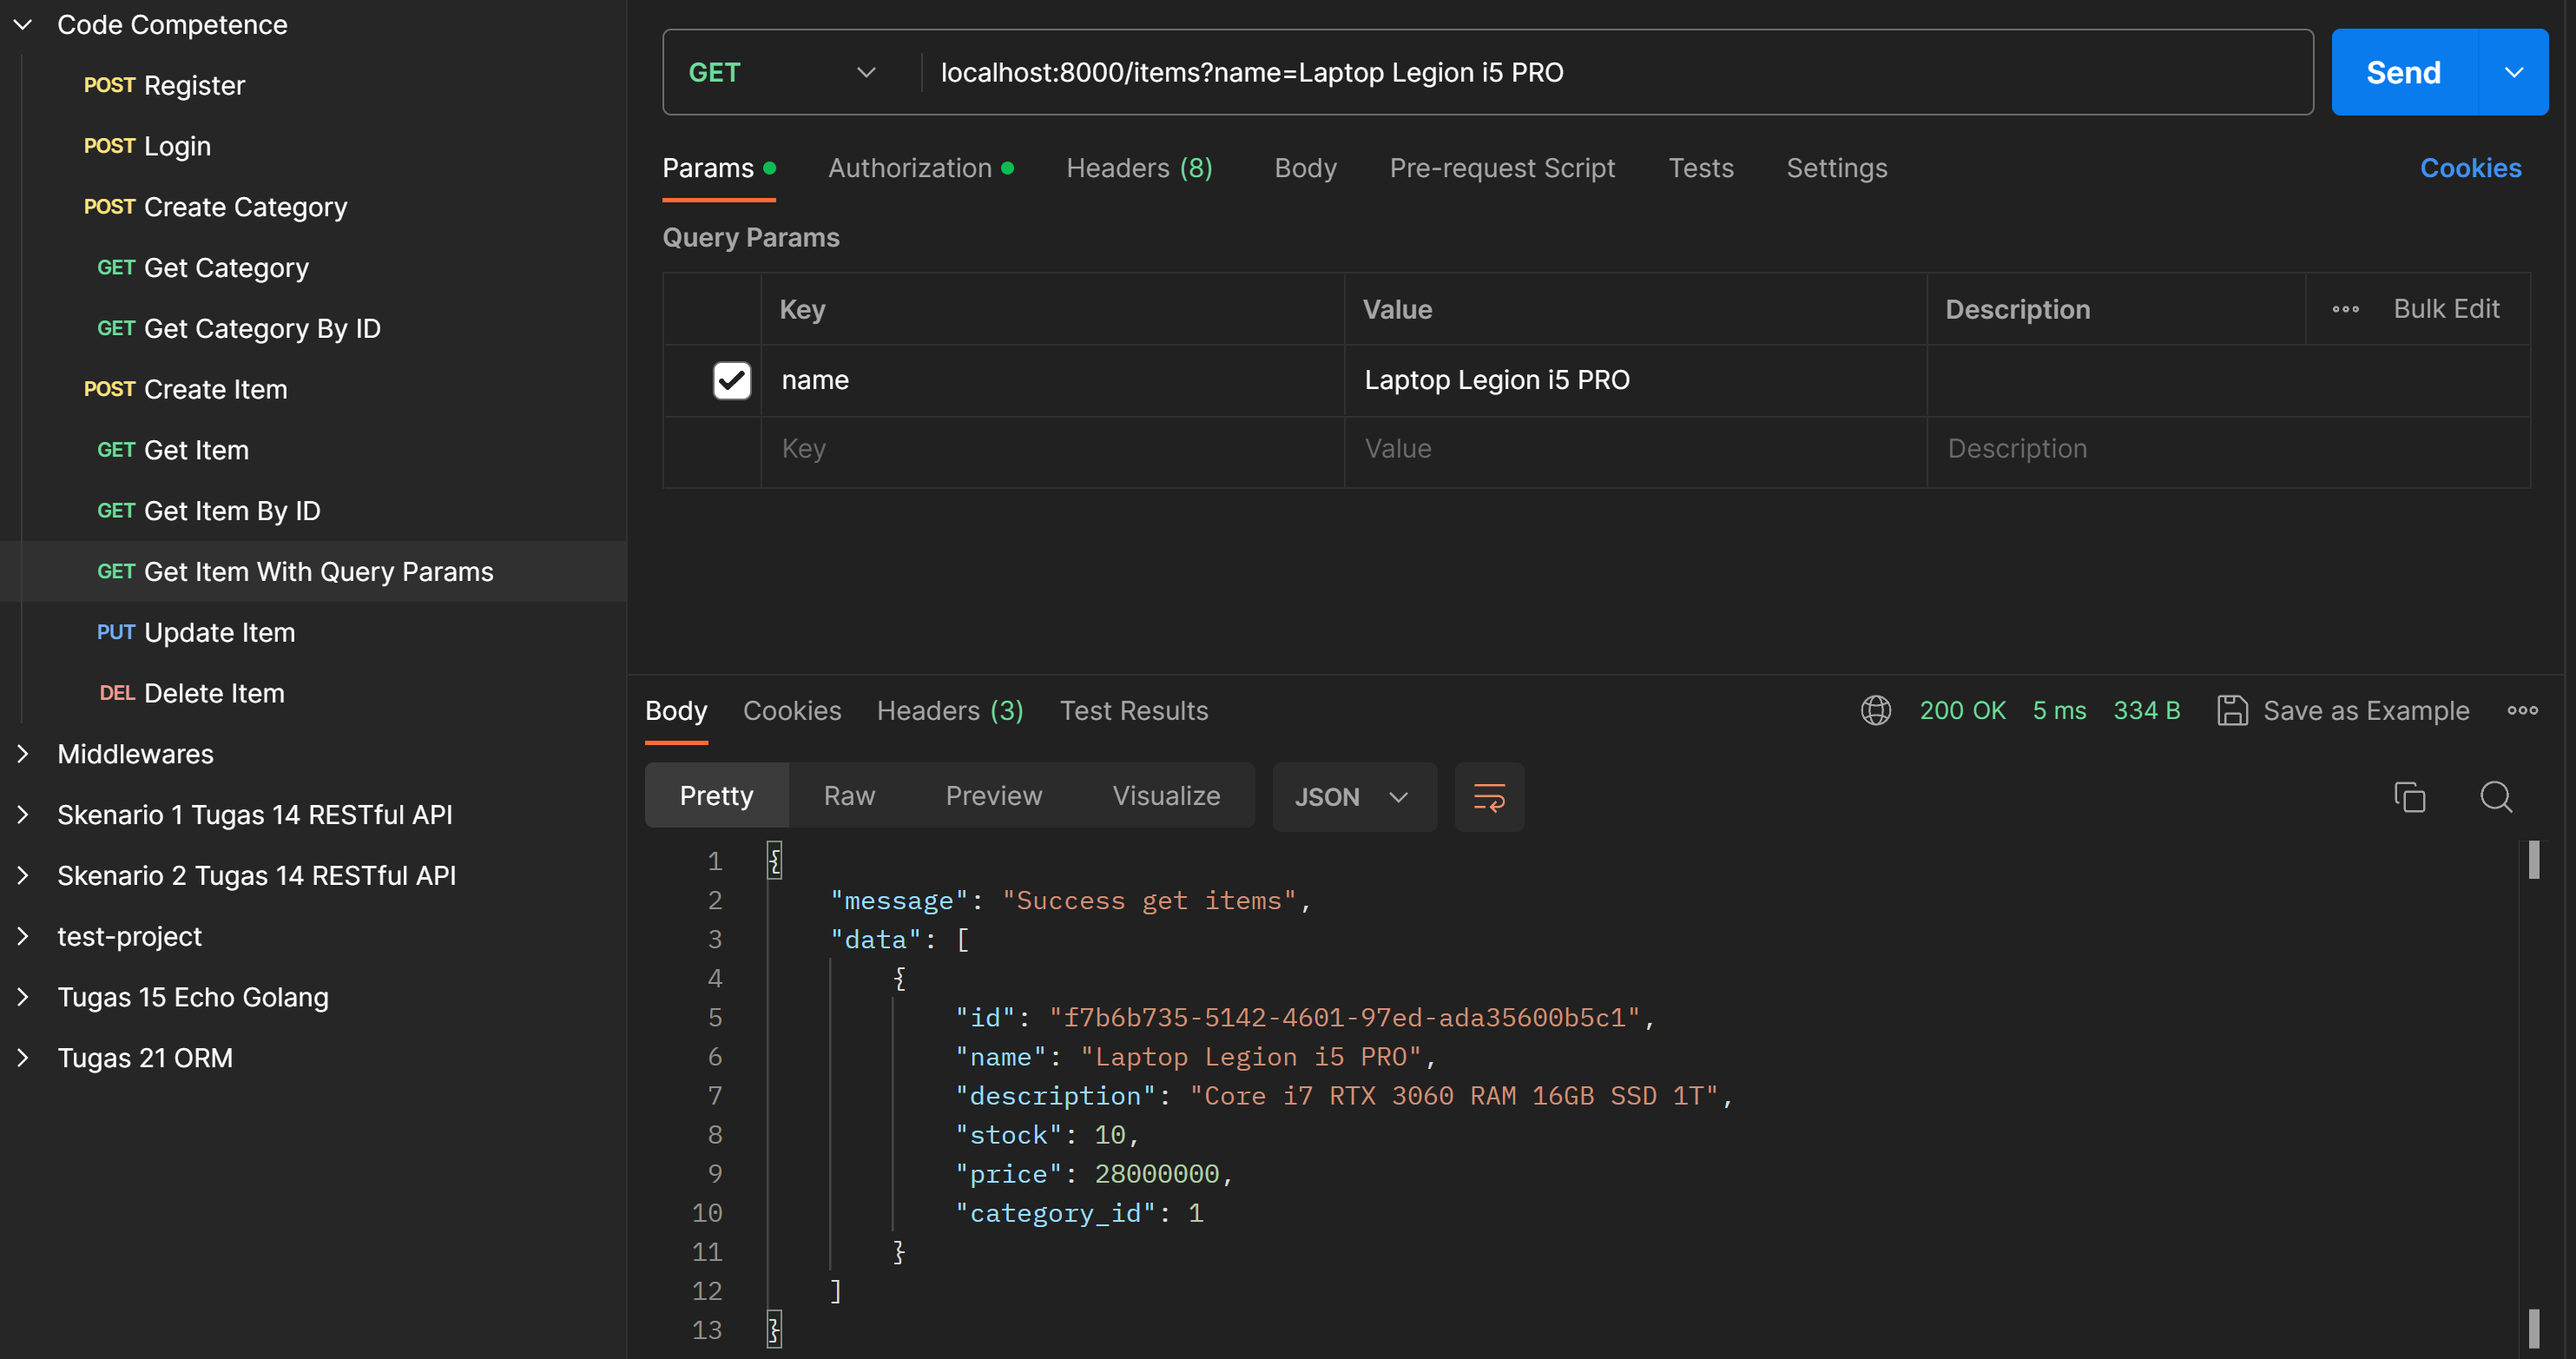 Code Competence
POST Register
POST Login
POST Create Category
GET Get Category
GET Get Category By ID
POST Create Item
GET Get Item
GET Get Item By ID
GET Get Item With Query Params
PUT Update Item
DEL Delete Item
Middlewares
Skenario 1 Tugas 14 RESTful API
Skenario 2 Tugas 14 RESTful API
test-project
Tugas 15 Echo Golang
Tugas 21 ORM
GET localhost:8000/items?name=Laptop Legion i5 PRO Send
Params Authorization Headers (8) Body Pre-request Script Tests Settings Cookies
Query Params
Key Value Description Bulk Edit
name Laptop Legion i5 PRO
Key Value Description
Body Cookies Headers (3) Test Results 200 OK 5 ms 334 B Save as Example
Pretty Raw Preview Visualize JSON
1 {
2 "message": "Success get items",
3 "data": [
4 {
5 "id": "f7b6b735-5142-4601-97ed-ada35600b5c1",
6 "name": "Laptop Legion i5 PRO",
7 "description": "Core i7 RTX 3060 RAM 16GB SSD 1T",
8 "stock": 10,
9 "price": 28000000,
10 "category_id": 1
11 }
12 ]
13 }